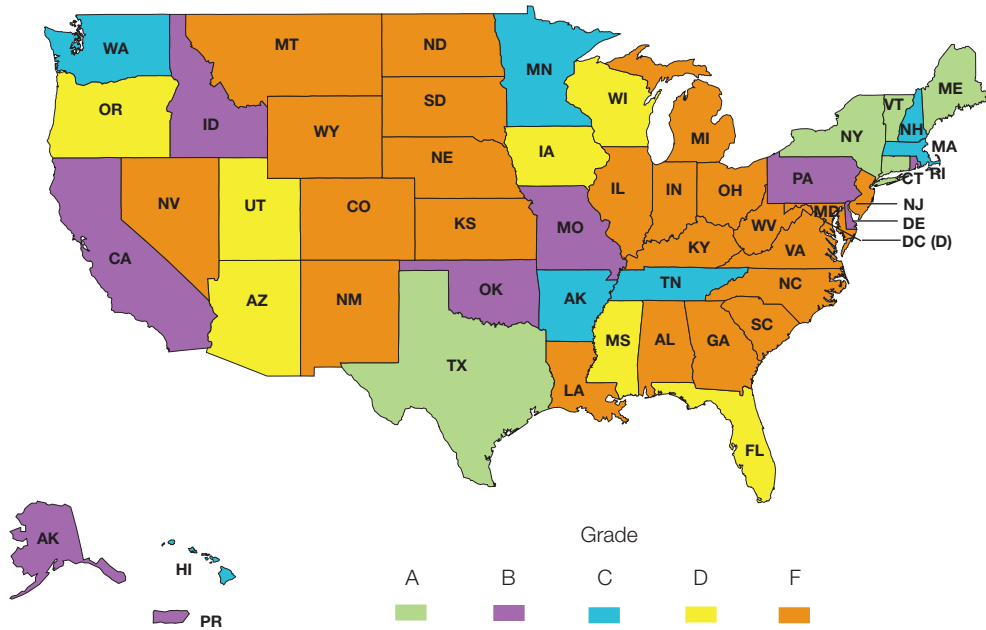 WA
MT
ND
MN
ME
OR
ID
SD
WI
VT
NH
WY
MI
NY
MA
NE
IA
PA
CT
RI
NV
UT
CO
IL
IN
OH
NJ
KS
MO
WV
MD
DE
CA
KY
VA
DC (D)
AZ
NM
OK
AK
TN
NC
TX
MS
AL
GA
SC
LA
FL
AK
HI
PR
Grade
A B C D F